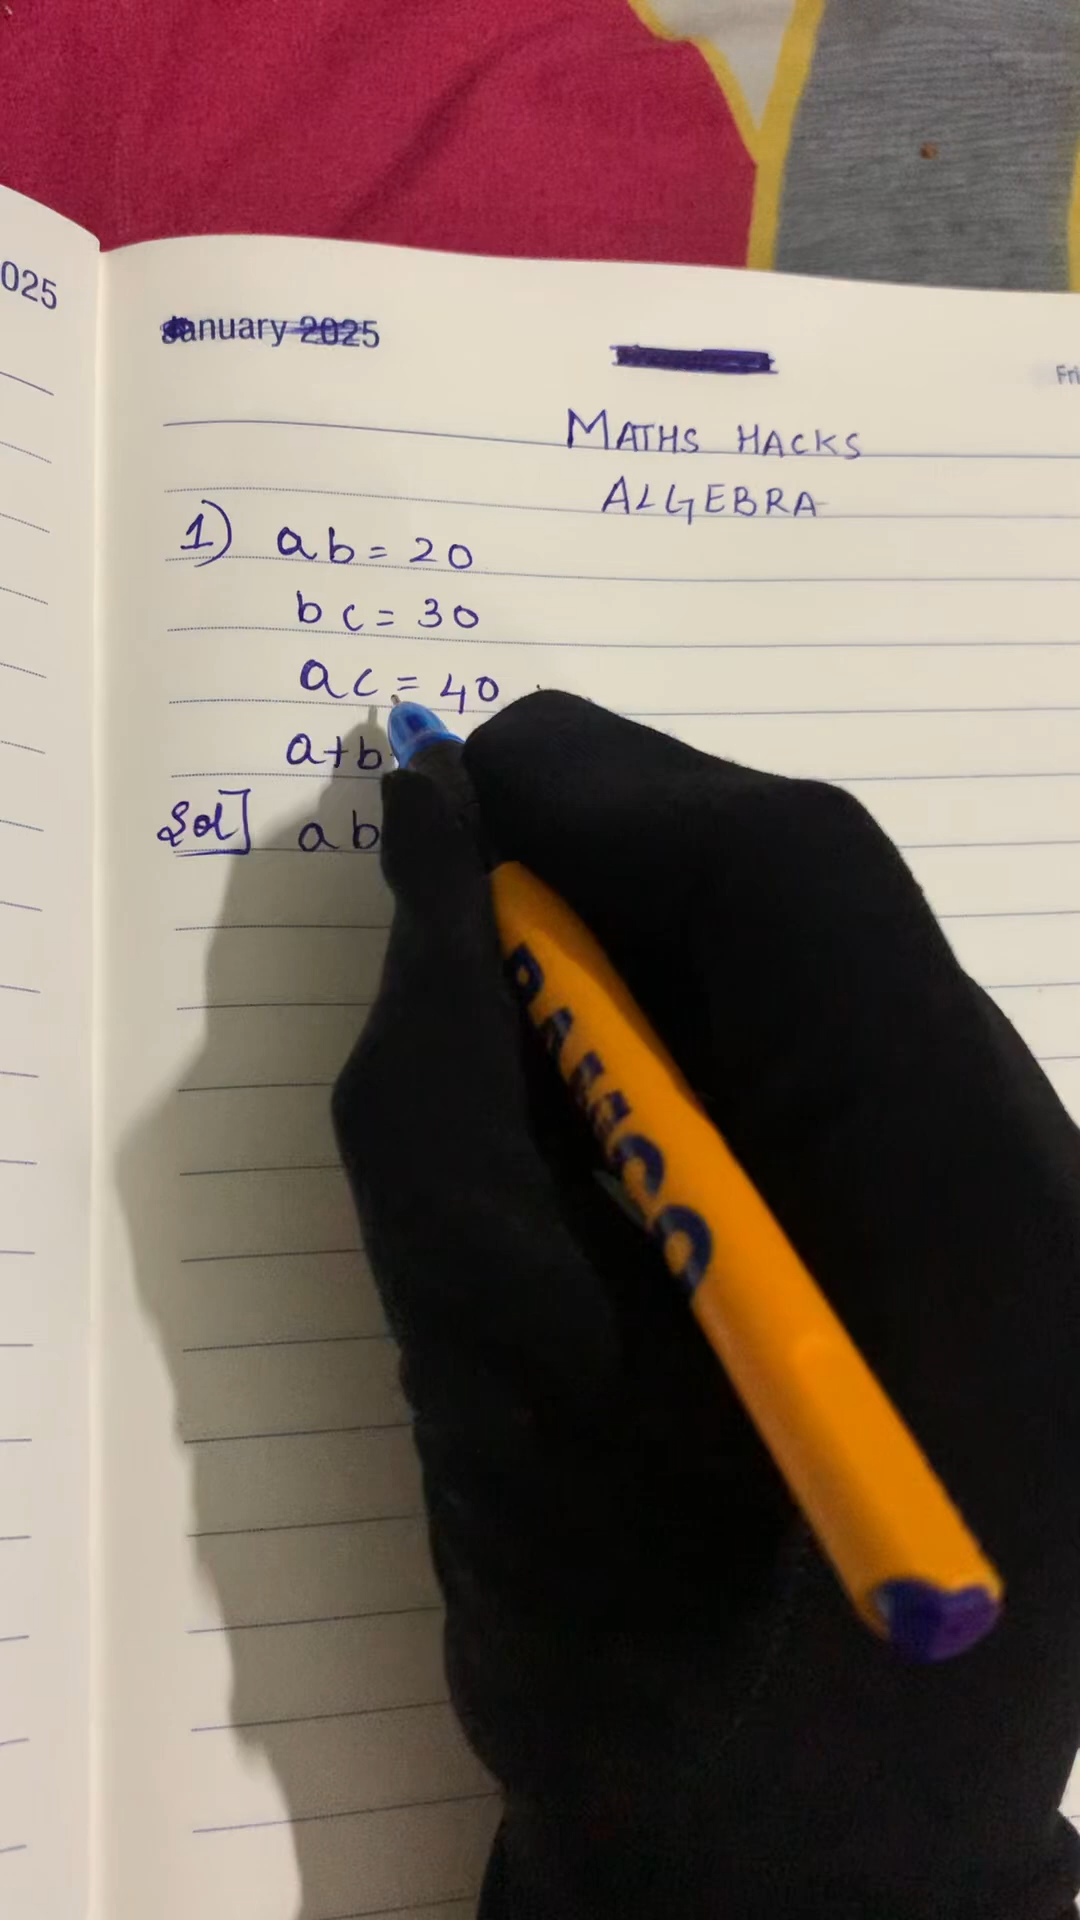 025
January 2025
Fri
MATHS HACKS
ALGEBRA
1) ab = 20
bc = 30
ac = 40
a+b
Sol] ab